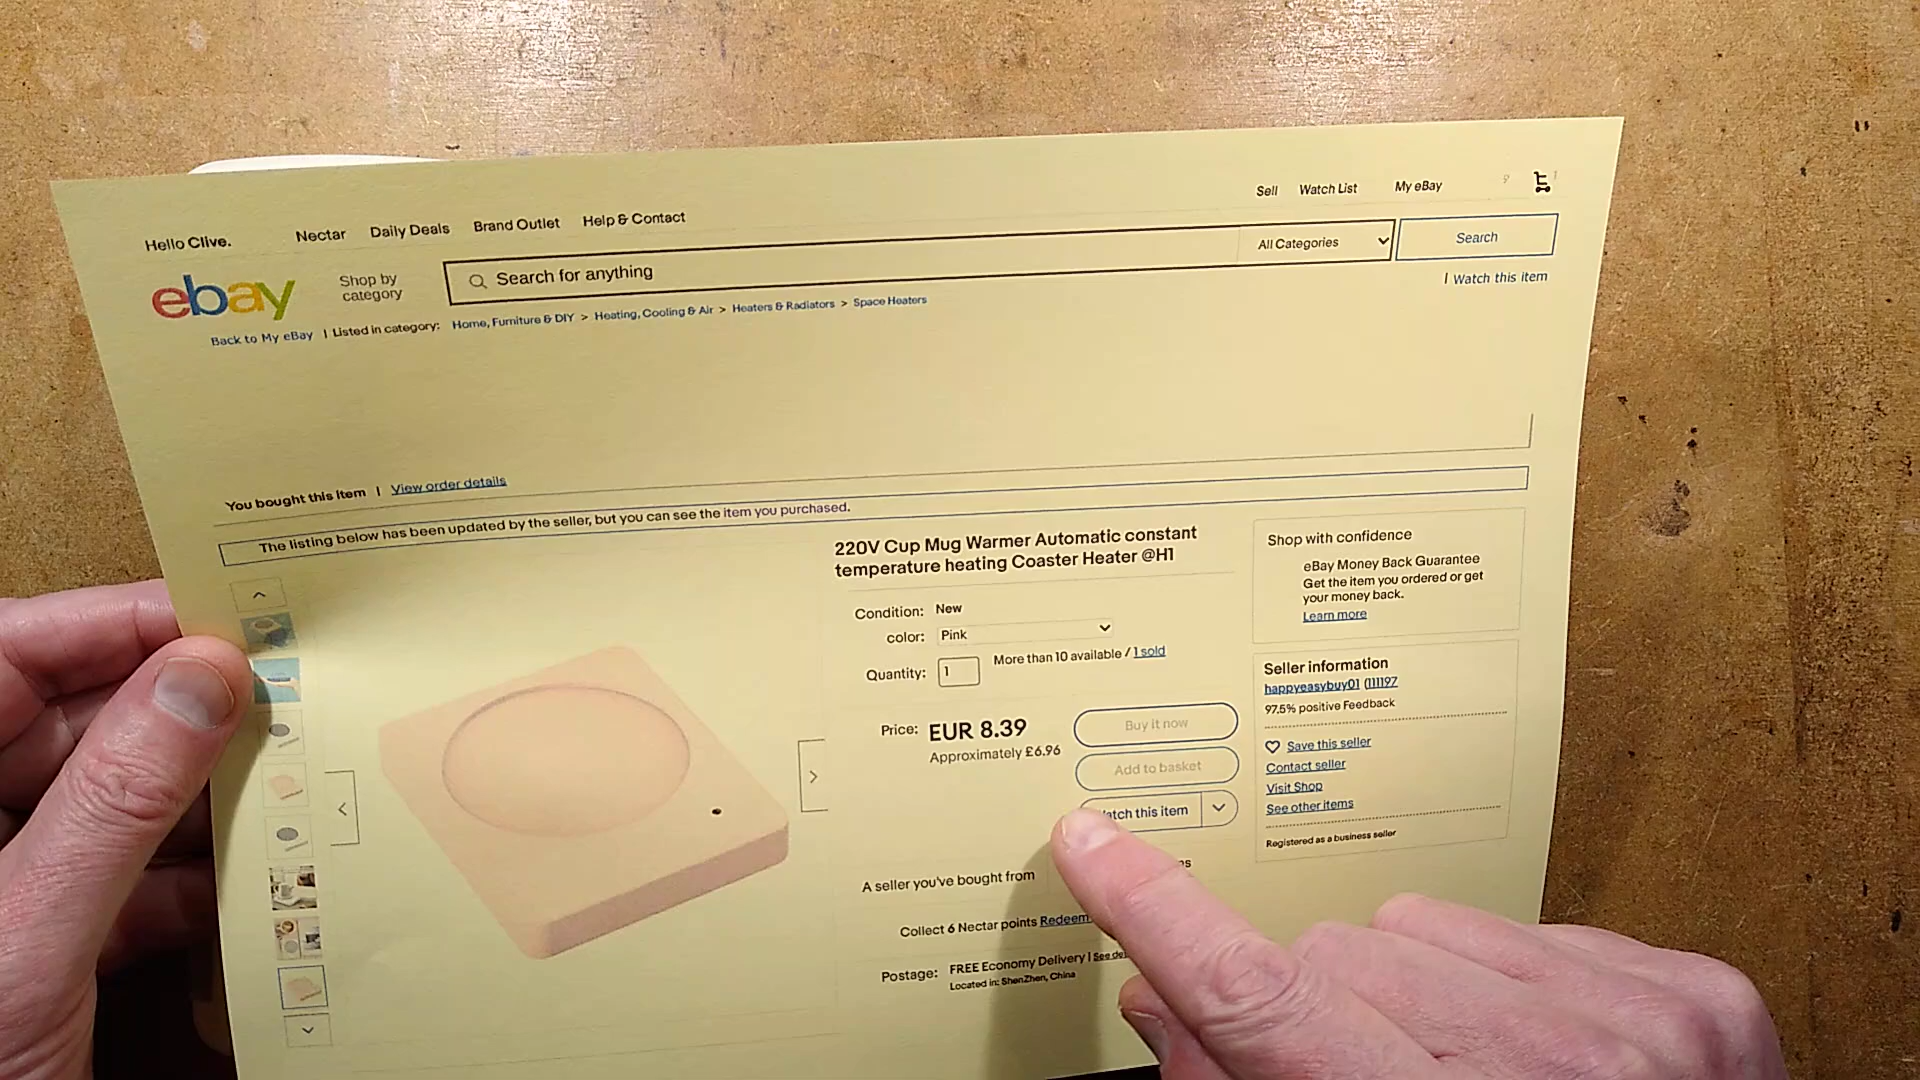 Sell Watch List My eBay
Hello Clive. Nectar Daily Deals Brand Outlet Help & Contact
ebay
Shop by
category
Search for anything
All Categories
Search
Back to My eBay | Listed in category: Home, Furniture & DIY > Heating, Cooling & Air > Heaters & Radiators > Space Heaters
| Watch this item
You bought this item | View order details
The listing below has been updated by the seller, but you can see the item you purchased.
220V Cup Mug Warmer Automatic constant
temperature heating Coaster Heater @H1
Condition: New
color: Pink
Quantity: 1 More than 10 available / 1 sold
Price: EUR 8.39
Approximately £6.96
Buy it now
Add to basket
atch this item
A seller you've bought from
Collect 6 Nectar points Redeem
Postage: FREE Economy Delivery | See de
Located in: ShenZhen, China
Shop with confidence
eBay Money Back Guarantee
Get the item you ordered or get
your money back.
Learn more
Seller information
happyeasybuy01 (111197
97.5% positive Feedback
Save this seller
Contact seller
Visit Shop
See other items
Registered as a business seller